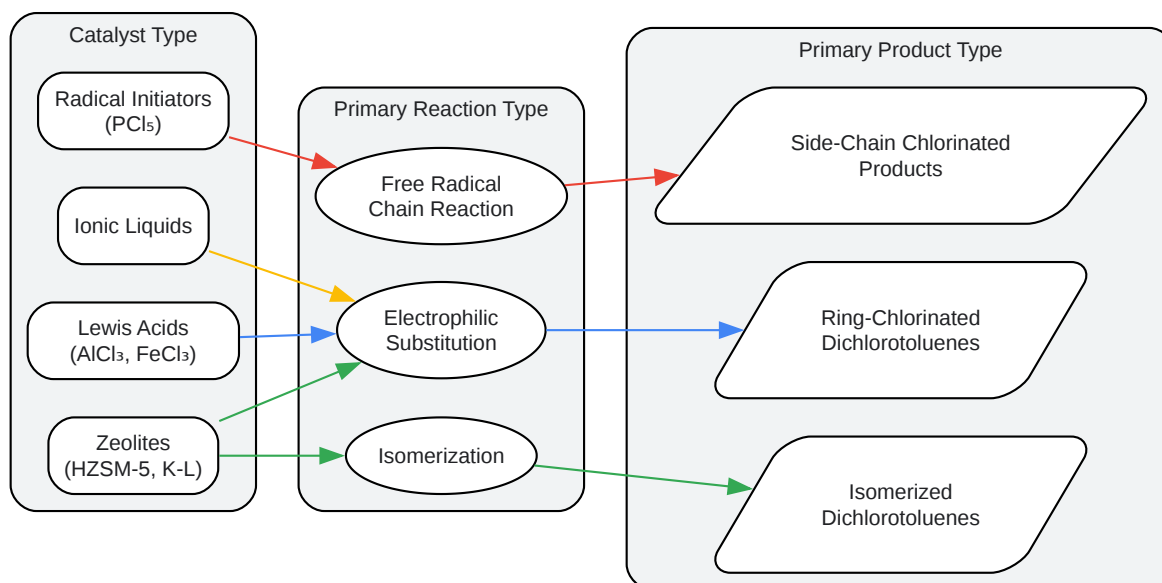 Catalyst Type
Radical Initiators
(PCl₅)
Ionic Liquids
Lewis Acids
(AlCl₃, FeCl₃)
Zeolites
(HZSM-5, K-L)
Primary Reaction Type
Free Radical
Chain Reaction
Electrophilic
Substitution
Isomerization
Primary Product Type
Side-Chain Chlorinated
Products
Ring-Chlorinated
Dichlorotoluenes
Isomerized
Dichlorotoluenes